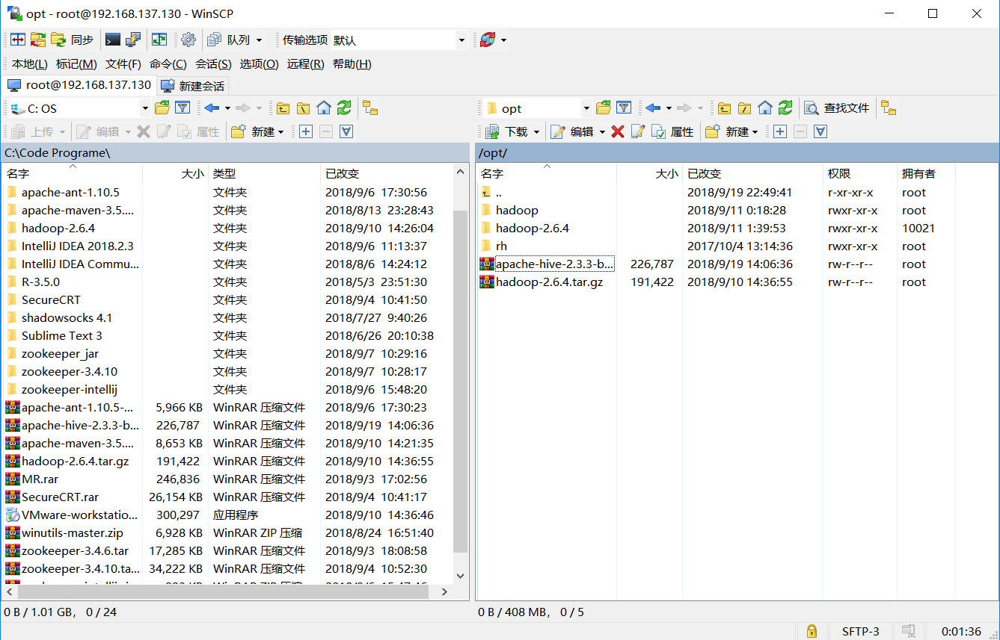 opt - root@192.168.137.130 - WinSCP
同步 队列 传输选项 默认
本地(L) 标记(M) 文件(F) 命令(C) 会话(S) 选项(O) 远程(R) 帮助(H)
root@192.168.137.130 新建会话
C: OS opt 查找文件
上传 编辑 属性 新建 下载 编辑 属性 新建
C:\Code Programe\ /opt/
名字 大小 类型 已改变
apache-ant-1.10.5 文件夹 2018/9/6 17:30:56
apache-maven-3.5.... 文件夹 2018/8/13 23:28:43
hadoop-2.6.4 文件夹 2018/9/10 14:26:04
IntelliJ IDEA 2018.2.3 文件夹 2018/9/6 11:13:37
IntelliJ IDEA Commu... 文件夹 2018/8/6 14:24:12
R-3.5.0 文件夹 2018/5/3 23:51:30
SecureCRT 文件夹 2018/9/4 10:41:50
shadowsocks 4.1 文件夹 2018/7/27 9:40:26
Sublime Text 3 文件夹 2018/6/26 20:10:38
zookeeper_jar 文件夹 2018/9/7 10:29:16
zookeeper-3.4.10 文件夹 2018/9/7 10:28:17
zookeeper-intellij 文件夹 2018/9/6 15:48:20
apache-ant-1.10.5-... 5,966 KB WinRAR 压缩文件 2018/9/6 17:30:23
apache-hive-2.3.3-b... 226,787 WinRAR 压缩文件 2018/9/19 14:06:36
apache-maven-3.5.... 8,653 KB WinRAR 压缩文件 2018/9/10 14:21:35
hadoop-2.6.4.tar.gz 191,422 WinRAR 压缩文件 2018/9/10 14:36:55
MR.rar 246,836 WinRAR 压缩文件 2018/9/3 17:02:56
SecureCRT.rar 26,154 KB WinRAR 压缩文件 2018/9/4 10:41:17
VMware-workstatio... 300,297 应用程序 2018/9/10 14:36:46
winutils-master.zip 6,928 KB WinRAR ZIP 压缩 2018/8/24 16:51:40
zookeeper-3.4.6.tar 17,285 KB WinRAR 压缩文件 2018/9/3 18:08:58
zookeeper-3.4.10.ta... 34,222 KB WinRAR 压缩文件 2018/9/4 10:52:30
名字 大小 已改变 权限 拥有者
.. 2018/9/19 22:49:41 r-xr-xr-x root
hadoop 2018/9/11 0:18:28 rwxr-xr-x root
hadoop-2.6.4 2018/9/11 1:39:53 rwxr-xr-x 10021
rh 2017/10/4 13:14:36 rwxr-xr-x root
apache-hive-2.3.3-b... 226,787 2018/9/19 14:06:36 rw-r--r-- root
hadoop-2.6.4.tar.gz 191,422 2018/9/10 14:36:55 rw-r--r-- root
0 B / 1.01 GB, 0 / 24 0 B / 408 MB, 0 / 5
SFTP-3 0:01:36